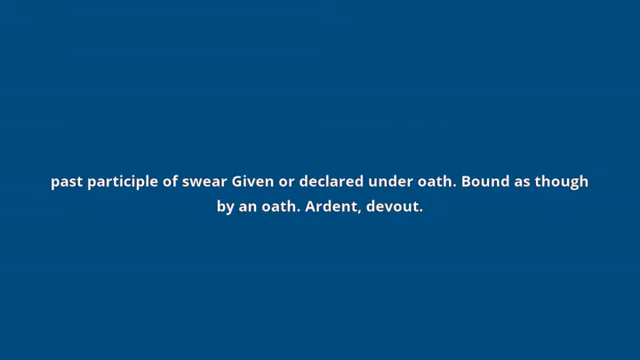 past participle of swear Given or declared under oath. Bound as though
by an oath. Ardent, devout.